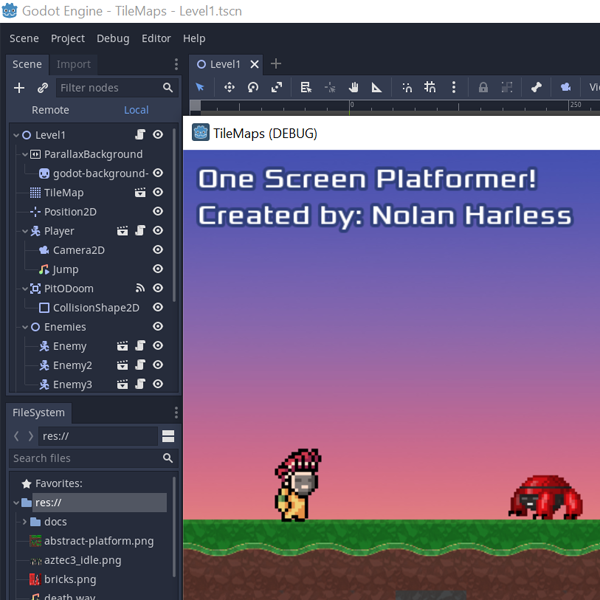 Godot Engine - TileMaps - Level1.tscn
Scene Project Debug Editor Help
Scene Import
Level1
Filter nodes
Remote Local
0 250
Level1
TileMaps (DEBUG)
ParallaxBackground
godot-background-
TileMap
Position2D
Player
Camera2D
Jump
PitODoom
CollisionShape2D
Enemies
Enemy
Enemy2
Enemy3
One Screen Platformer!
Created by: Nolan Harless
FileSystem
res://
Search files
Favorites:
res://
docs
abstract-platform.png
aztec3_idle.png
bricks.png
death.wav